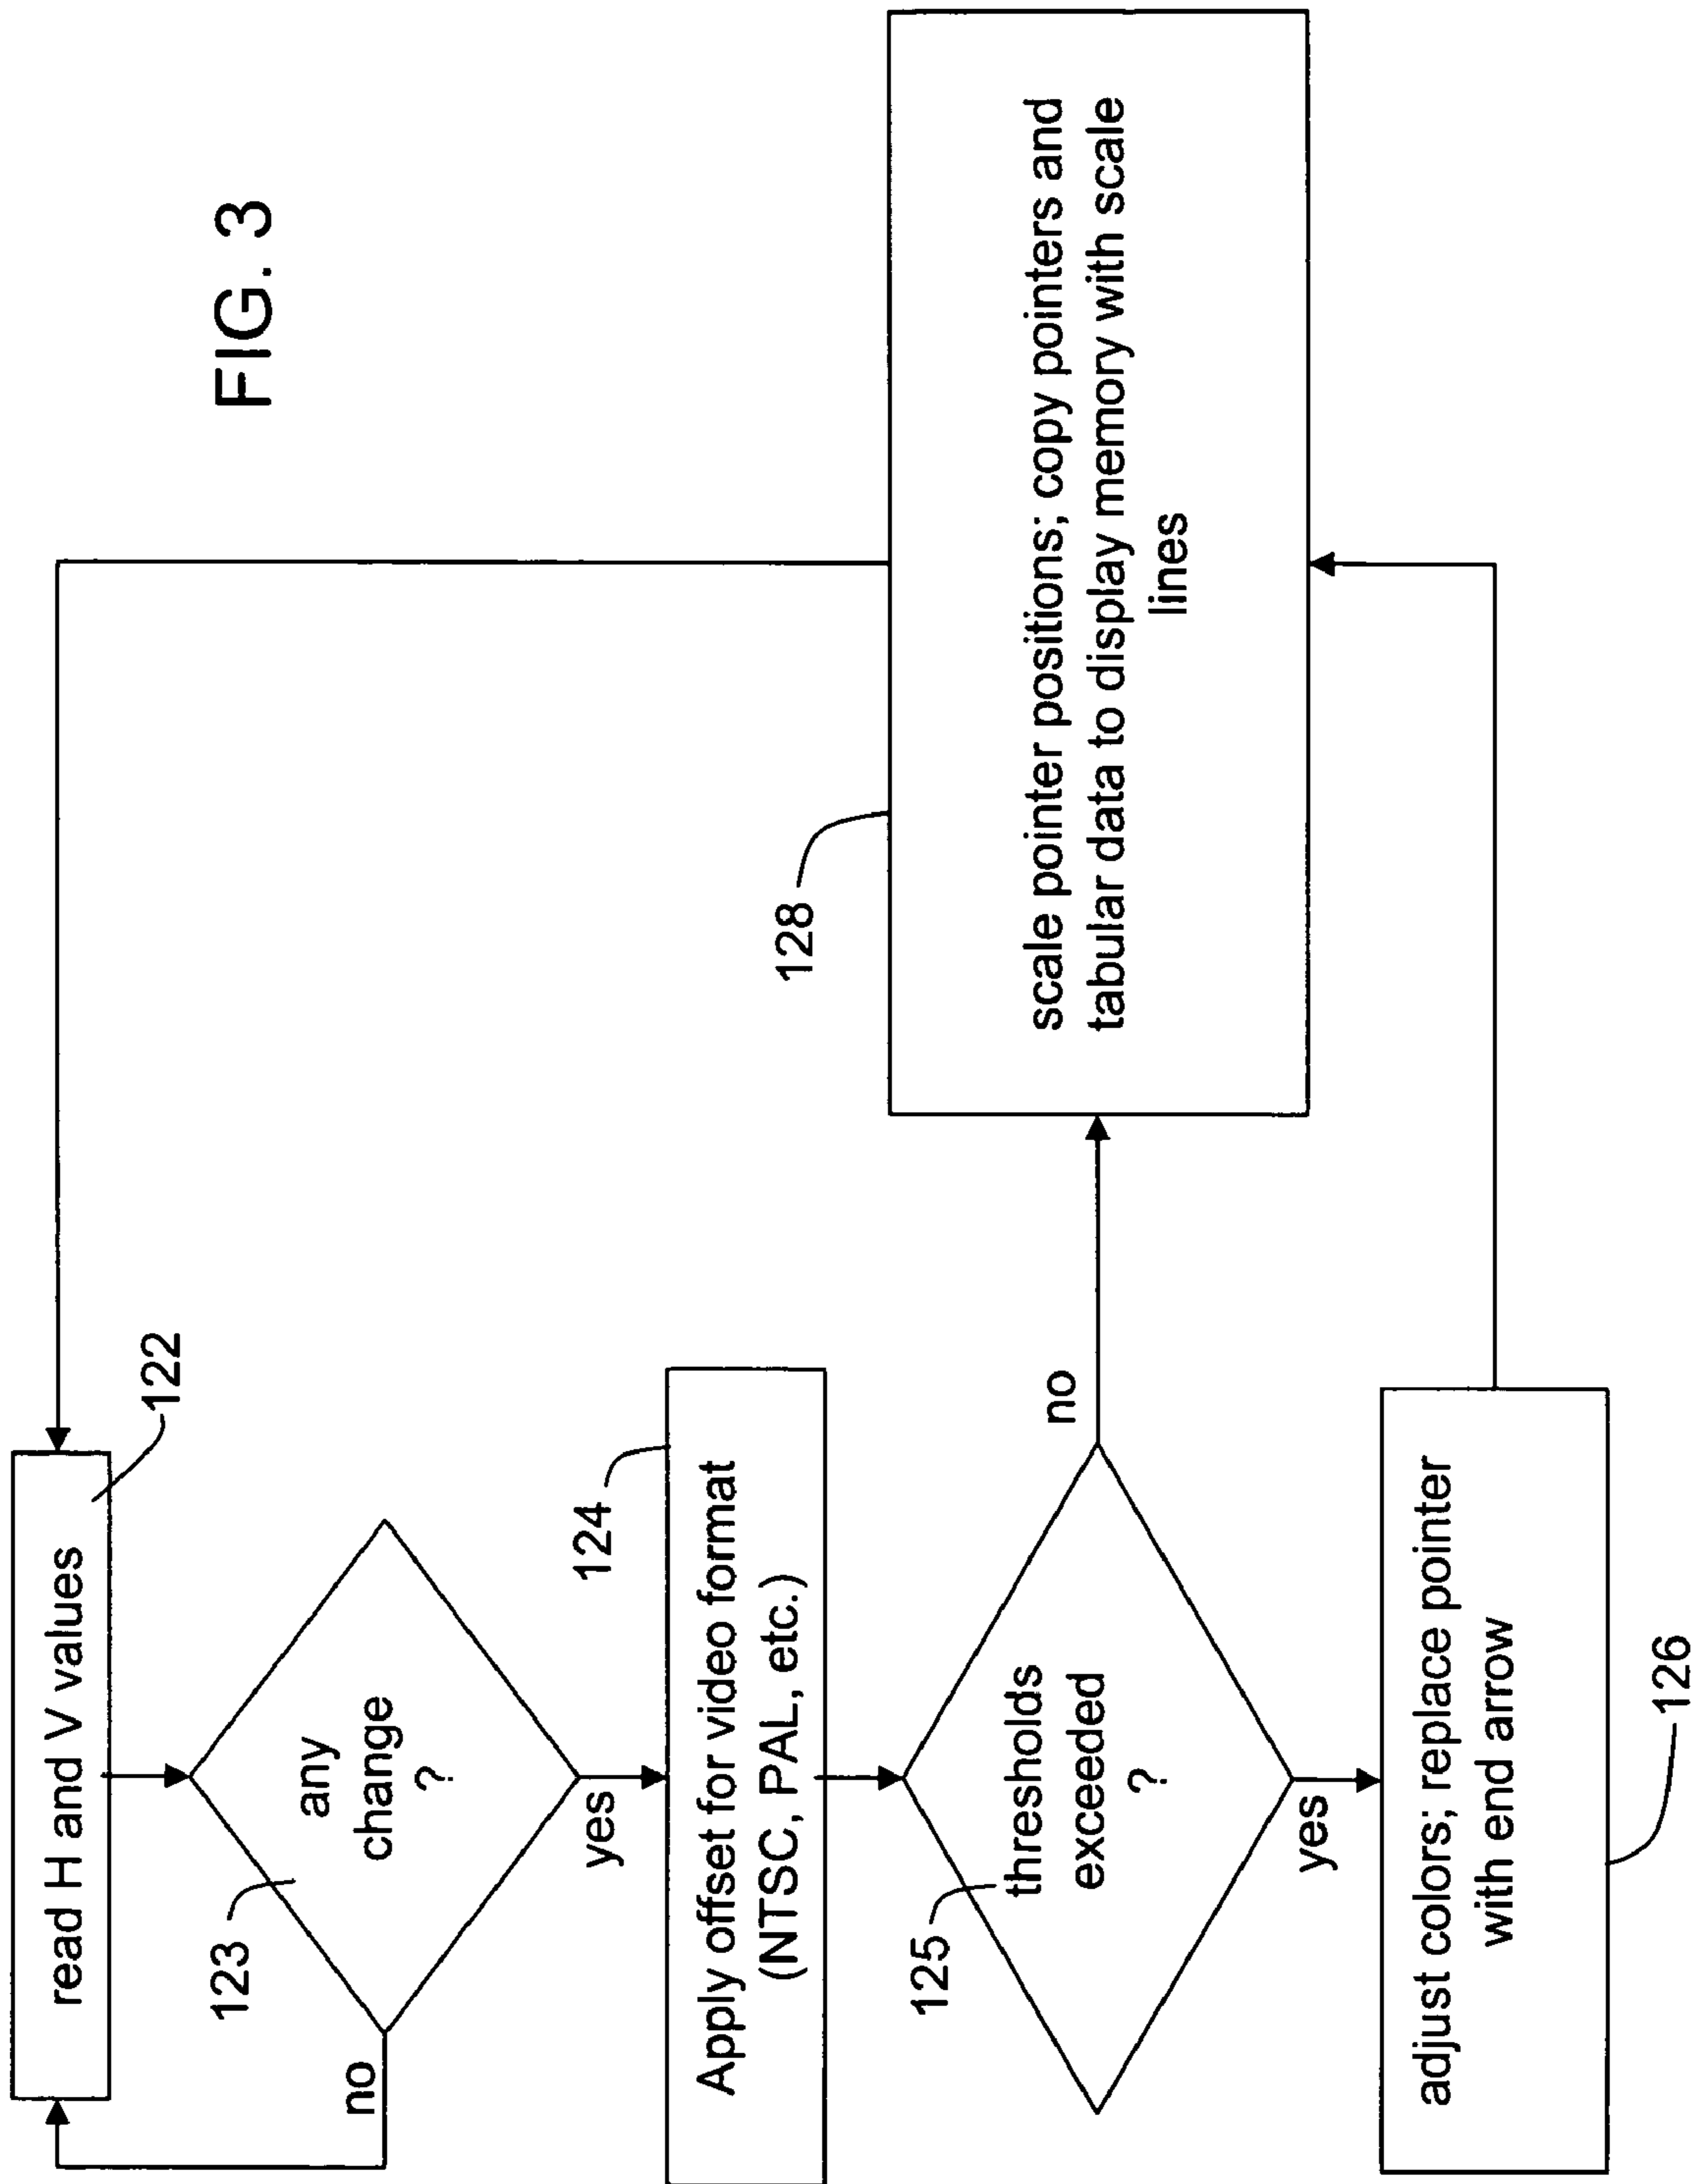 FIG. 3
read H and V values
122
any
change
?
123
no
yes
124
Apply offset for video format
(NTSC, PAL, etc.)
thresholds
exceeded
?
125
no
yes
adjust colors; replace pointer
with end arrow
126
128
scale pointer positions; copy pointers and
tabular data to display memory with scale
lines